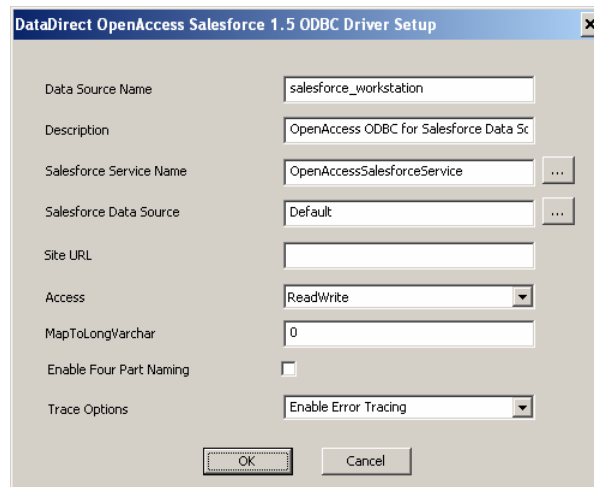 DataDirect OpenAccess Salesforce 1.5 ODBC Driver Setup
Data Source Name salesforce_workstation
Description OpenAccess ODBC for Salesforce Data Sc
Salesforce Service Name OpenAccessSalesforceService ...
Salesforce Data Source Default ...
Site URL
Access ReadWrite
MapToLongVarchar 0
Enable Four Part Naming
Trace Options Enable Error Tracing
OK Cancel